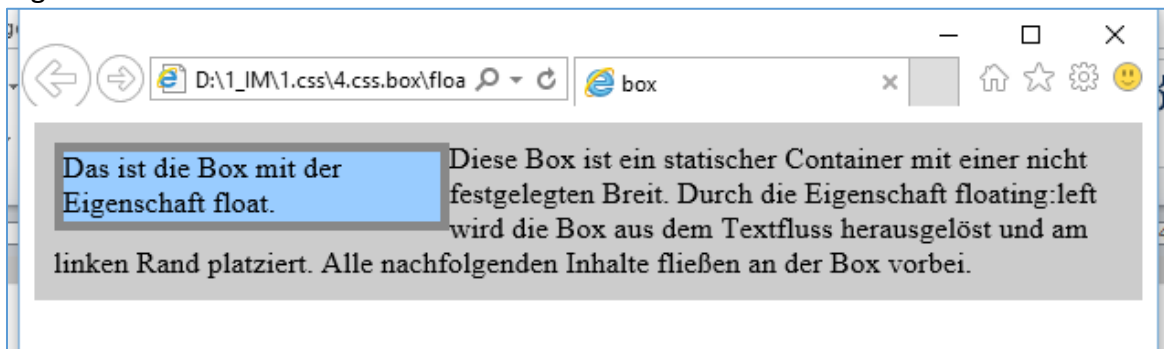 D:\1_IM\1.css\4.css.box\floa
box
Das ist die Box mit der
Eigenschaft float.
Diese Box ist ein statischer Container mit einer nicht
festgelegten Breit. Durch die Eigenschaft floating:left
wird die Box aus dem Textfluss herausgelöst und am
linken Rand platziert. Alle nachfolgenden Inhalte fließen an der Box vorbei.